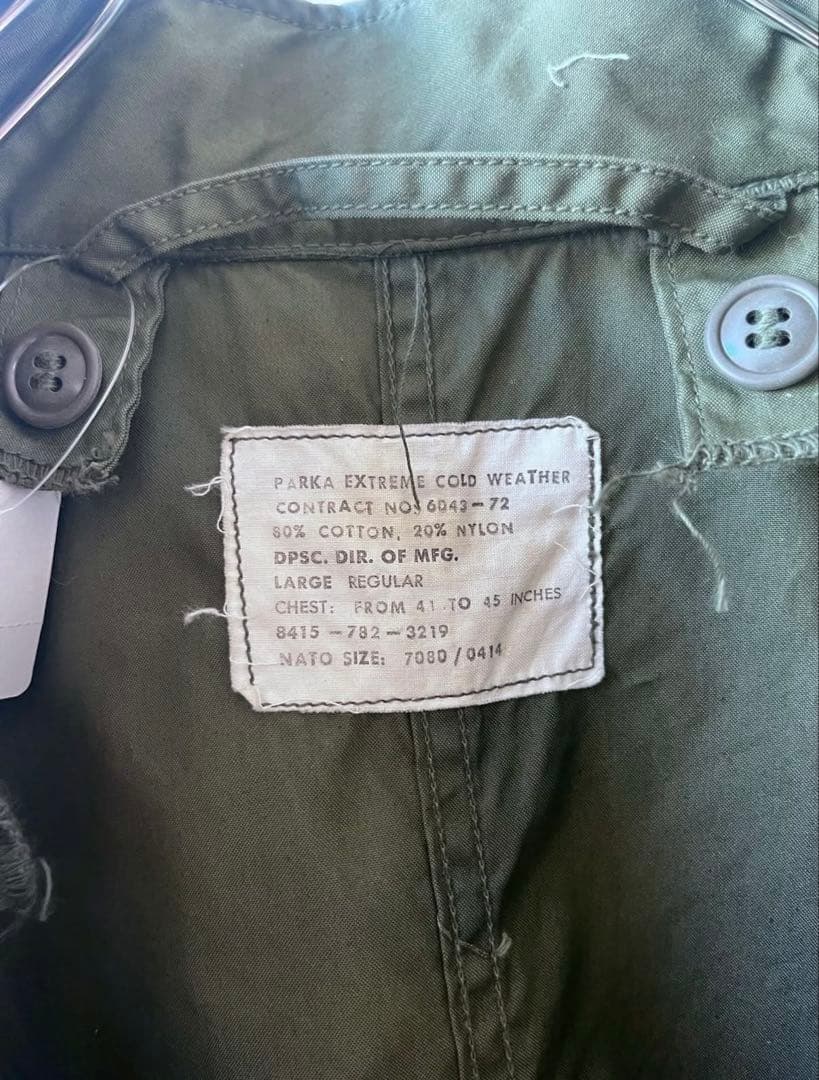 PARKA EXTREME COLD WEATHER
CONTRACT NO. 6043-72
80% COTTON, 20% NYLON
DPSC. DIR. OF MFG.
LARGE REGULAR
CHEST: FROM 41 TO 45 INCHES
8415-782-3219
NATO SIZE: 7080/0414